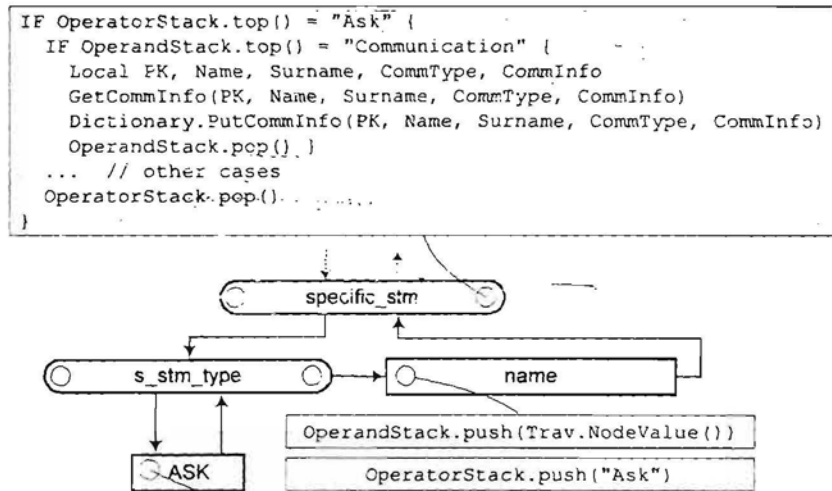 IF OperatorStack.top() = "Ask" {
IF OperandStack.top() = "Communication" {
Local PK, Name, Surname, CommType, CommInfo
GetCommInfo(PK, Name, Surname, CommType, CommInfo)
Dictionary.PutCommInfo(PK, Name, Surname, CommType, CommInfo)
OperandStack.pop() }
... // other cases
OperatorStack.pop()
}
specific_stm
s_stm_type
name
OperandStack.push(Trav.NodeValue())
ASK
OperatorStack.push("Ask")